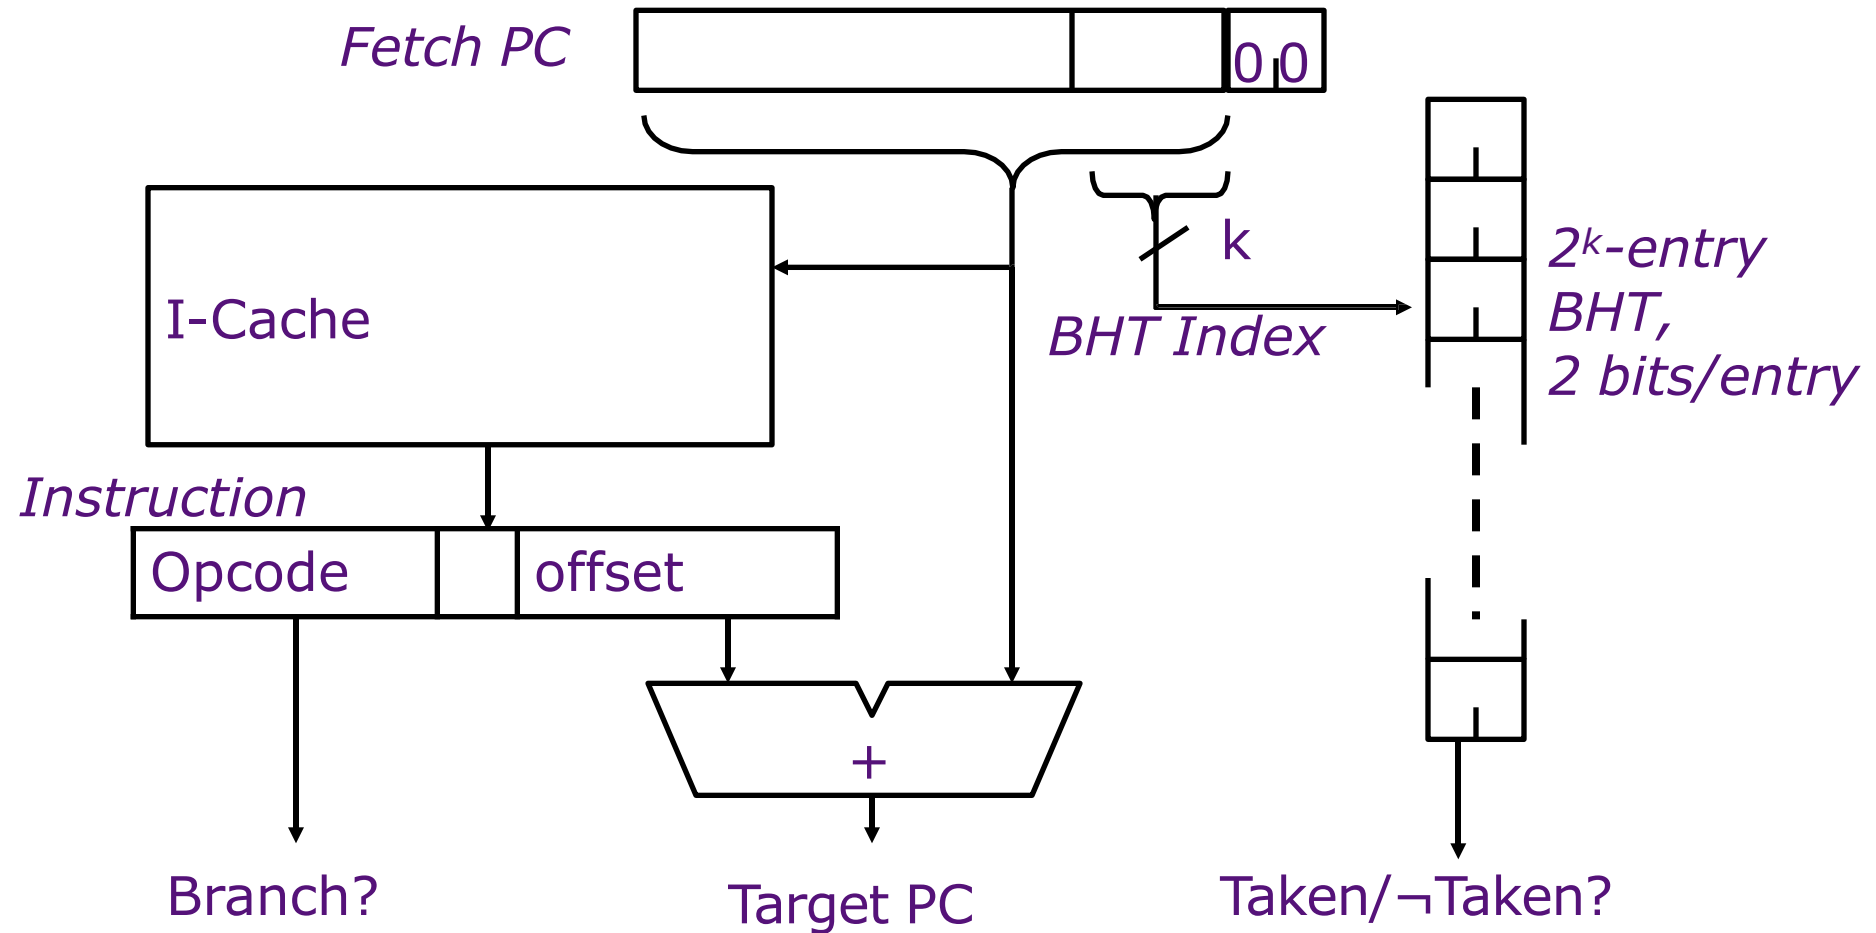 Fetch PC
0 0
k
2ᵏ-entry
BHT,
2 bits/entry
I-Cache
BHT Index
Instruction
Opcode
offset
+
Branch?
Target PC
Taken/¬Taken?